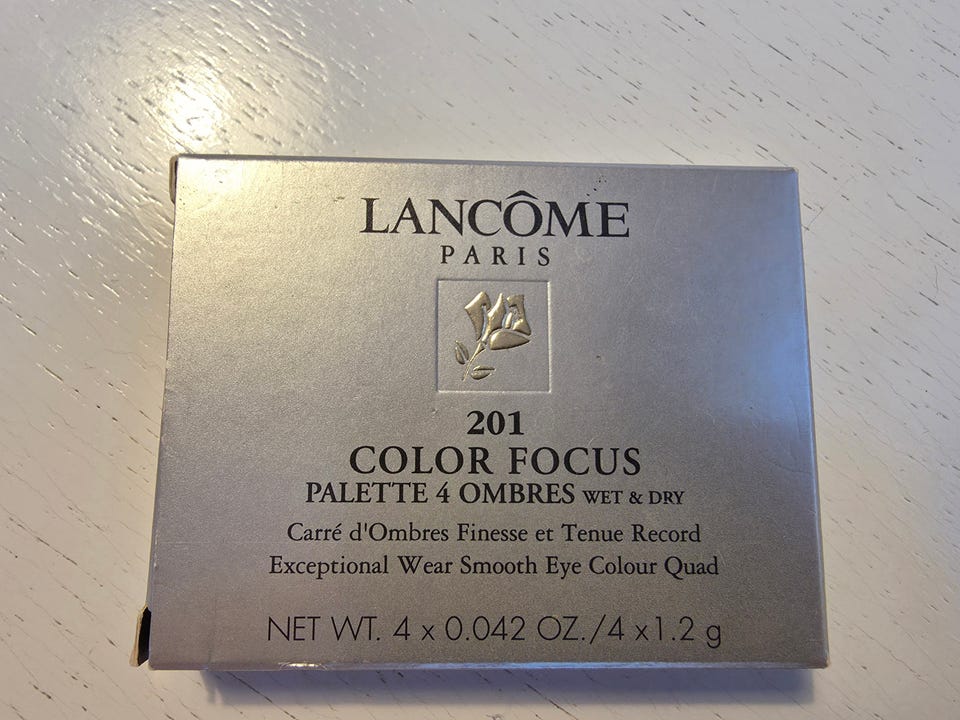 LANCÔME
PARIS
201
COLOR FOCUS
PALETTE 4 OMBRES WET & DRY
Carré d'Ombres Finesse et Tenue Record
Exceptional Wear Smooth Eye Colour Quad
NET WT. 4 x 0.042 OZ./4 x1.2 g